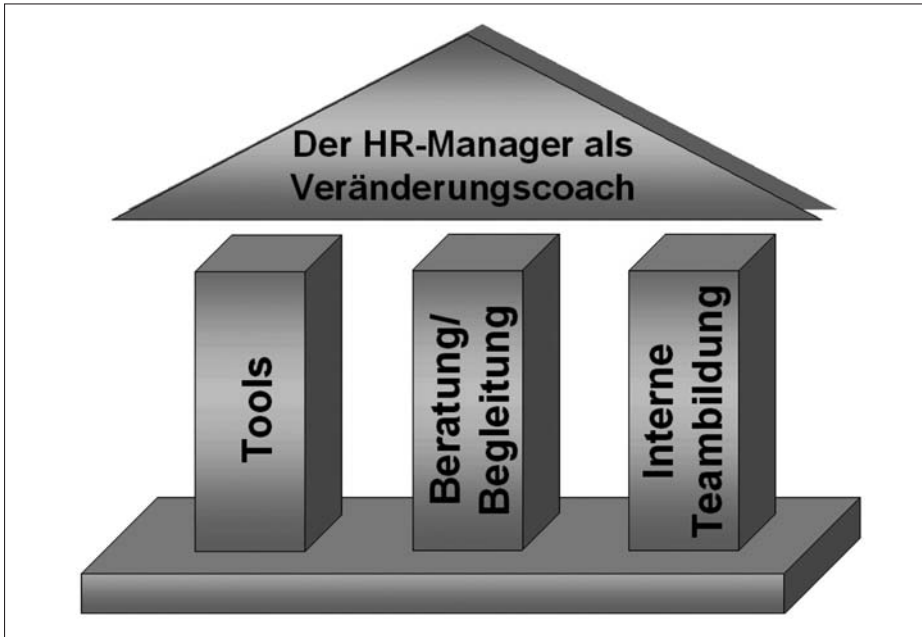 Der HR-Manager als
Veränderungscoach
Tools
Beratung/
Begleitung
Interne
Teambildung